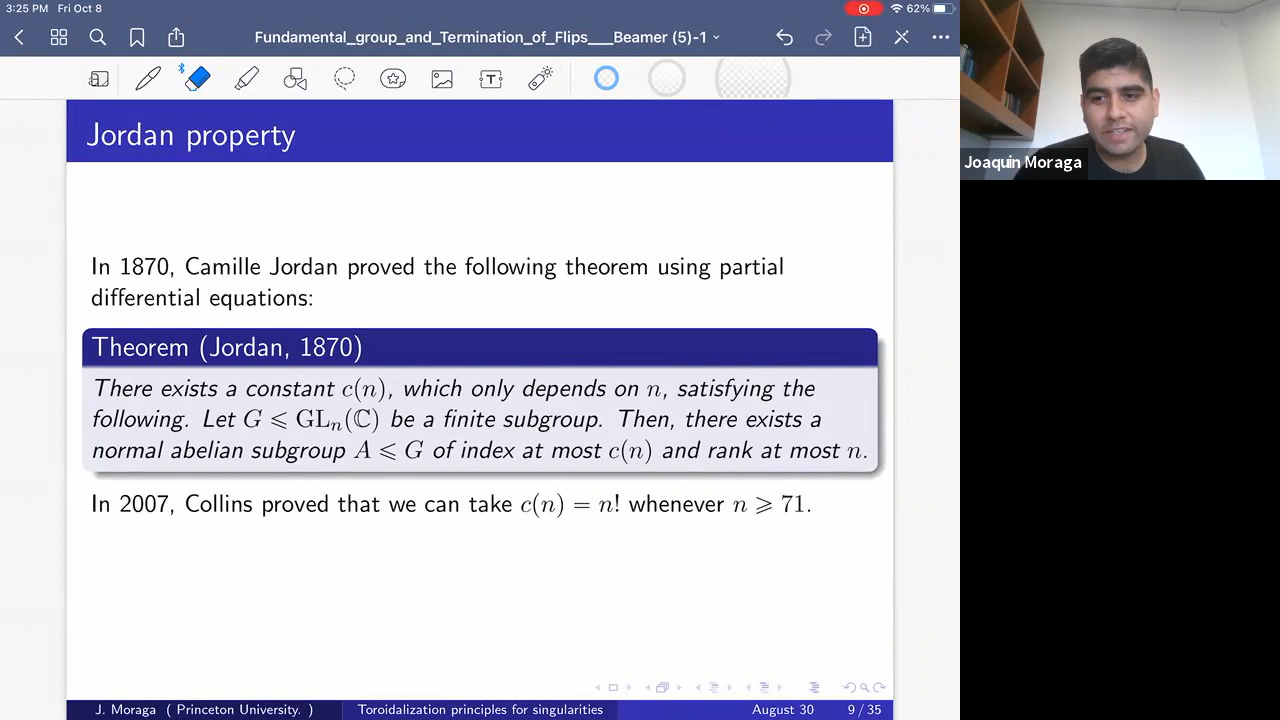 3:25 PM Fri Oct 8
62%
Fundamental_group_and_Termination_of_Flips___Beamer (5)-1
T
Jordan property
Joaquin Moraga
In 1870, Camille Jordan proved the following theorem using partial
differential equations:
Theorem (Jordan, 1870)
There exists a constant c(n), which only depends on n, satisfying the
following. Let G ⩽ GLₙ(ℂ) be a finite subgroup. Then, there exists a
normal abelian subgroup A ⩽ G of index at most c(n) and rank at most n.
In 2007, Collins proved that we can take c(n) = n! whenever n ⩾ 71.
J. Moraga ( Princeton University. )
Toroidalization principles for singularities
August 30
9 / 35